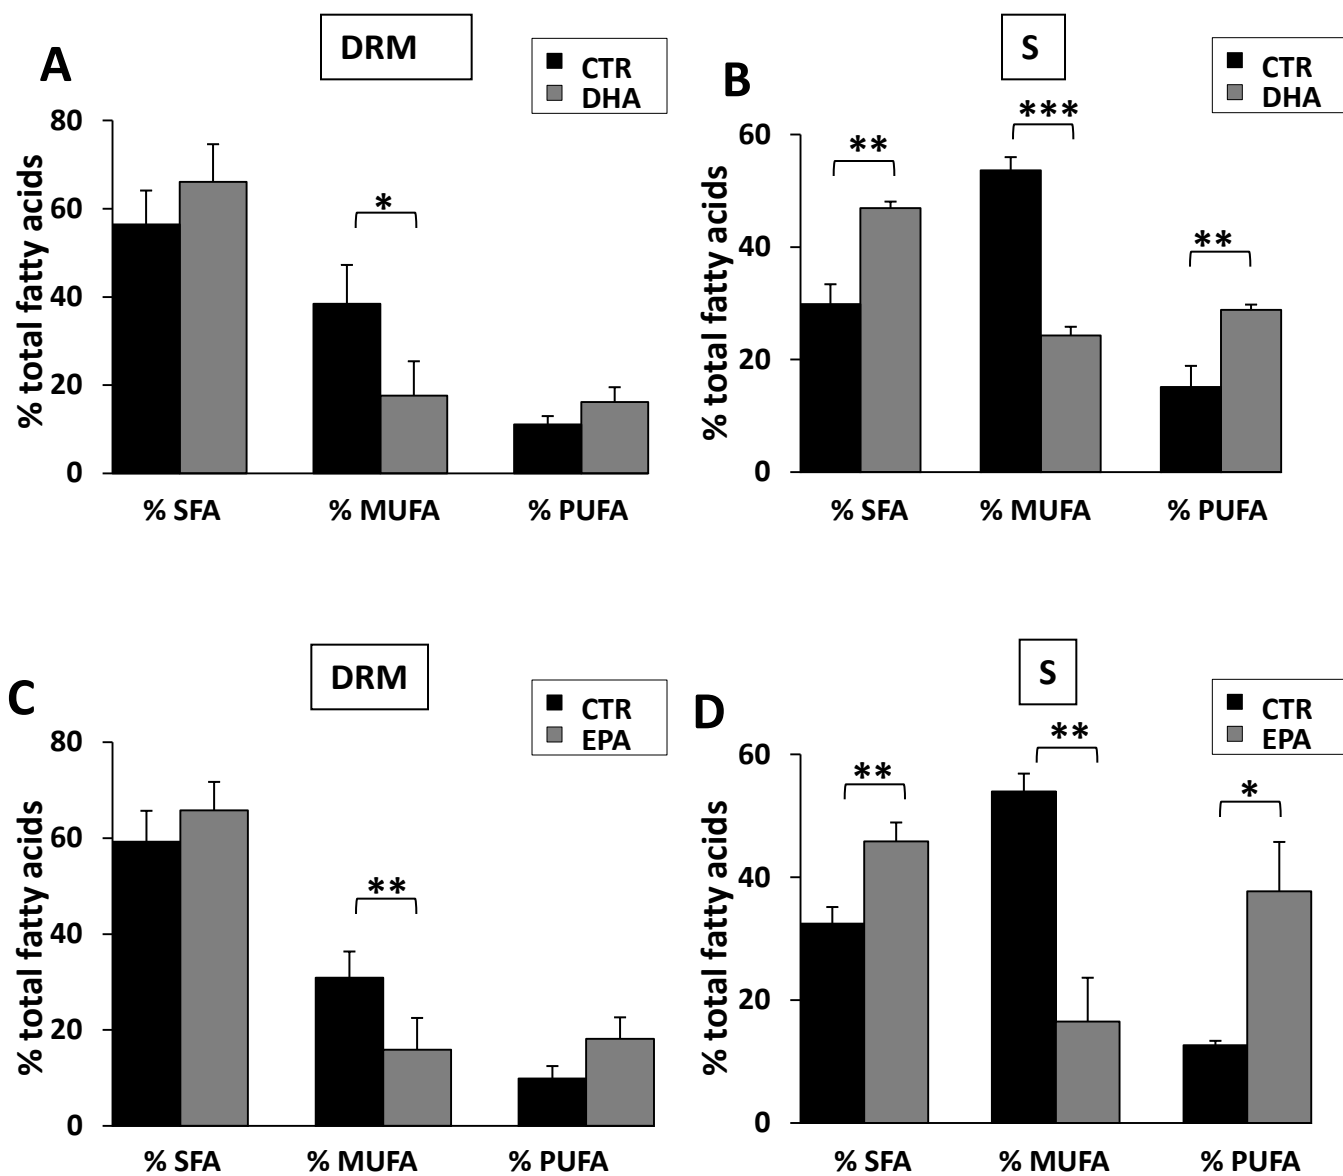 A
DRM
CTR
DHA
% total fatty acids
80
60
40
20
0
*
% SFA
% MUFA
% PUFA
B
S
CTR
DHA
% total fatty acids
60
40
20
0
**
***
**
% SFA
% MUFA
% PUFA
C
DRM
CTR
EPA
% total fatty acids
80
60
40
20
0
**
% SFA
% MUFA
% PUFA
D
S
CTR
EPA
% total fatty acids
60
40
20
0
**
**
*
% SFA
% MUFA
% PUFA